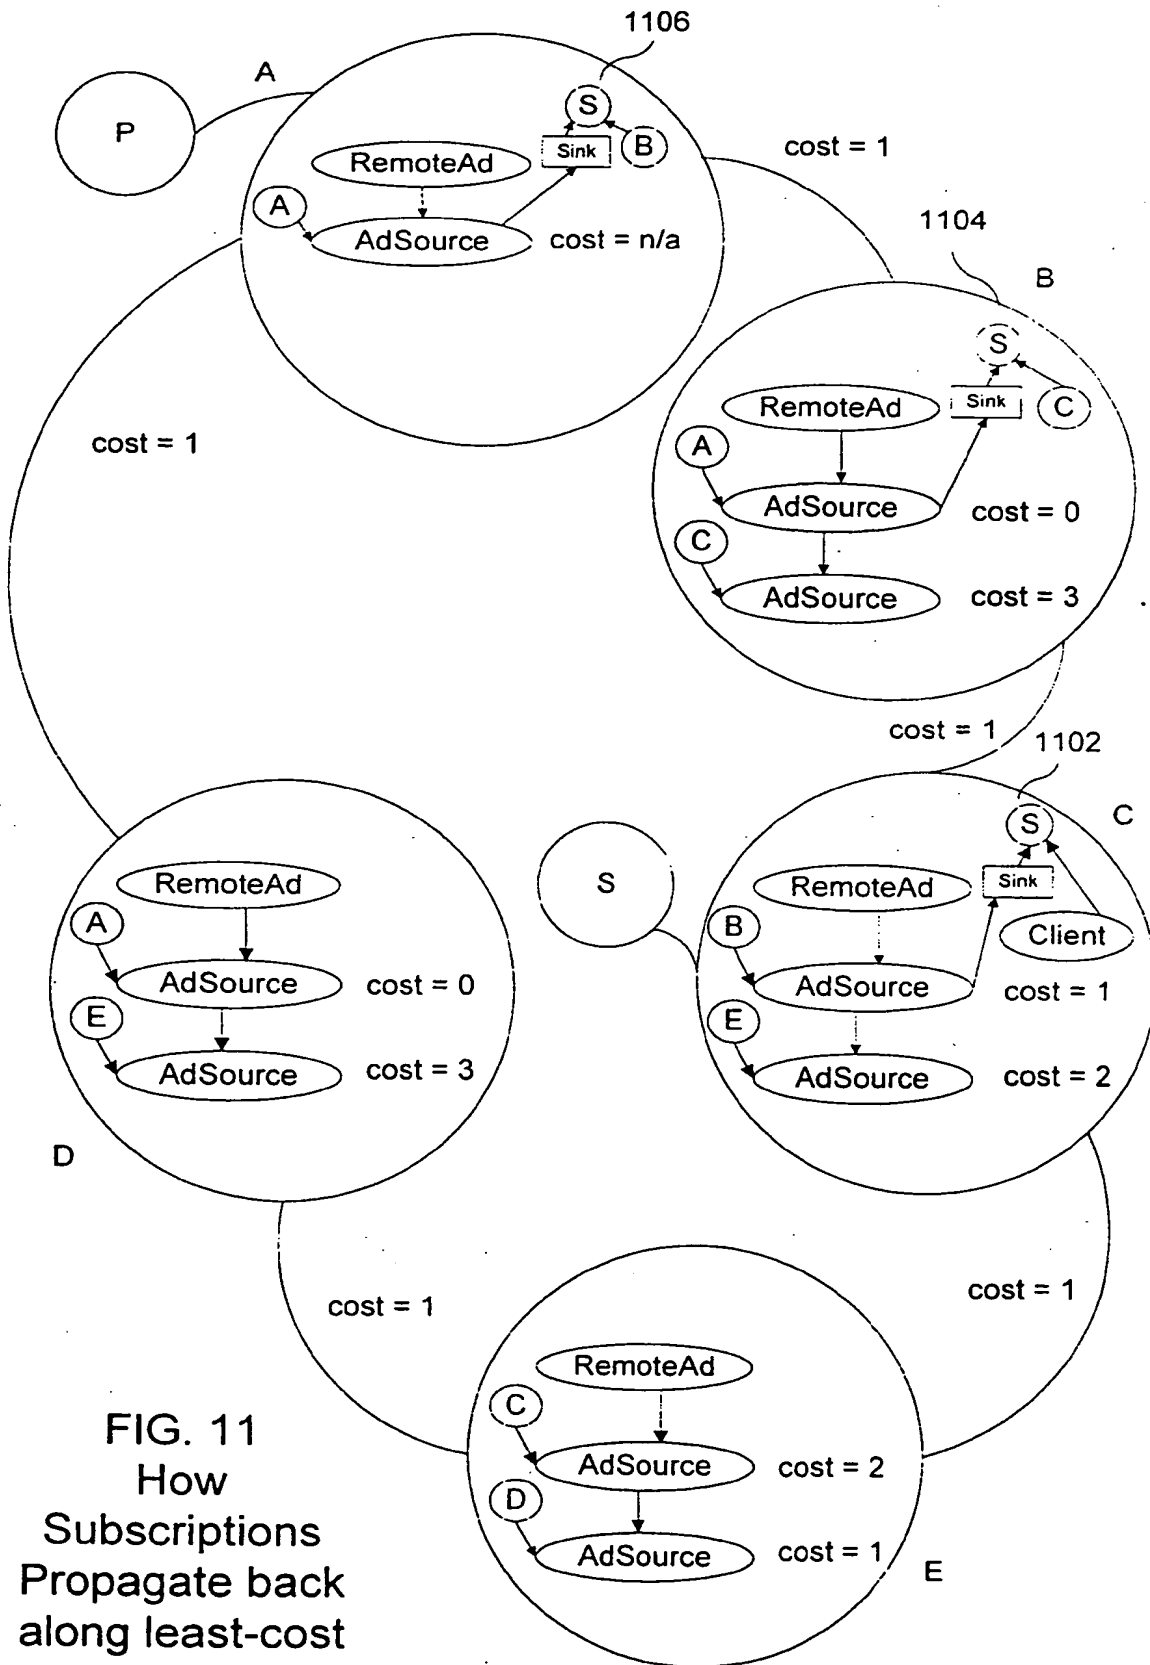 1106
A
P
S
B
Sink
RemoteAd
A
AdSource
cost = n/a
cost = 1
1104
B
S
Sink
C
RemoteAd
A
AdSource
cost = 0
C
AdSource
cost = 3
cost = 1
cost = 1
1102
C
S
Sink
Client
S
RemoteAd
B
AdSource
cost = 1
E
AdSource
cost = 2
RemoteAd
A
AdSource
cost = 0
E
AdSource
cost = 3
D
cost = 1
cost = 1
RemoteAd
C
AdSource
cost = 2
D
AdSource
cost = 1
E
FIG. 11
How
Subscriptions
Propagate back
along least-cost